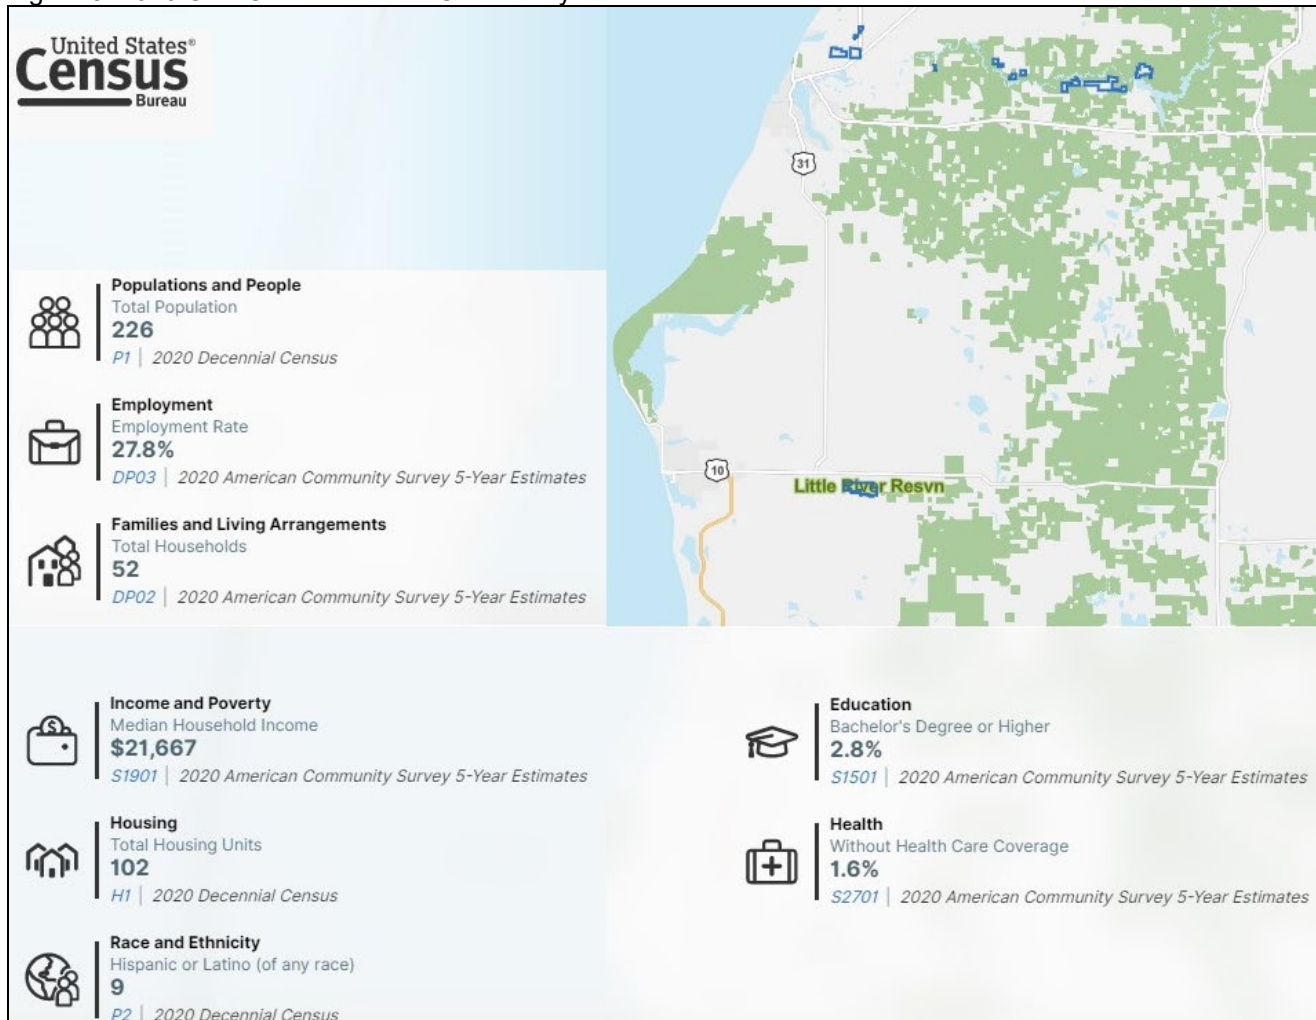 United States®
Census
Bureau
31
10
Little River Resvn
Populations and People
Total Population
226
P1 | 2020 Decennial Census
Employment
Employment Rate
27.8%
DP03 | 2020 American Community Survey 5-Year Estimates
Families and Living Arrangements
Total Households
52
DP02 | 2020 American Community Survey 5-Year Estimates
Income and Poverty
Median Household Income
$21,667
S1901 | 2020 American Community Survey 5-Year Estimates
Housing
Total Housing Units
102
H1 | 2020 Decennial Census
Race and Ethnicity
Hispanic or Latino (of any race)
9
P2 | 2020 Decennial Census
Education
Bachelor's Degree or Higher
2.8%
S1501 | 2020 American Community Survey 5-Year Estimates
Health
Without Health Care Coverage
1.6%
S2701 | 2020 American Community Survey 5-Year Estimates